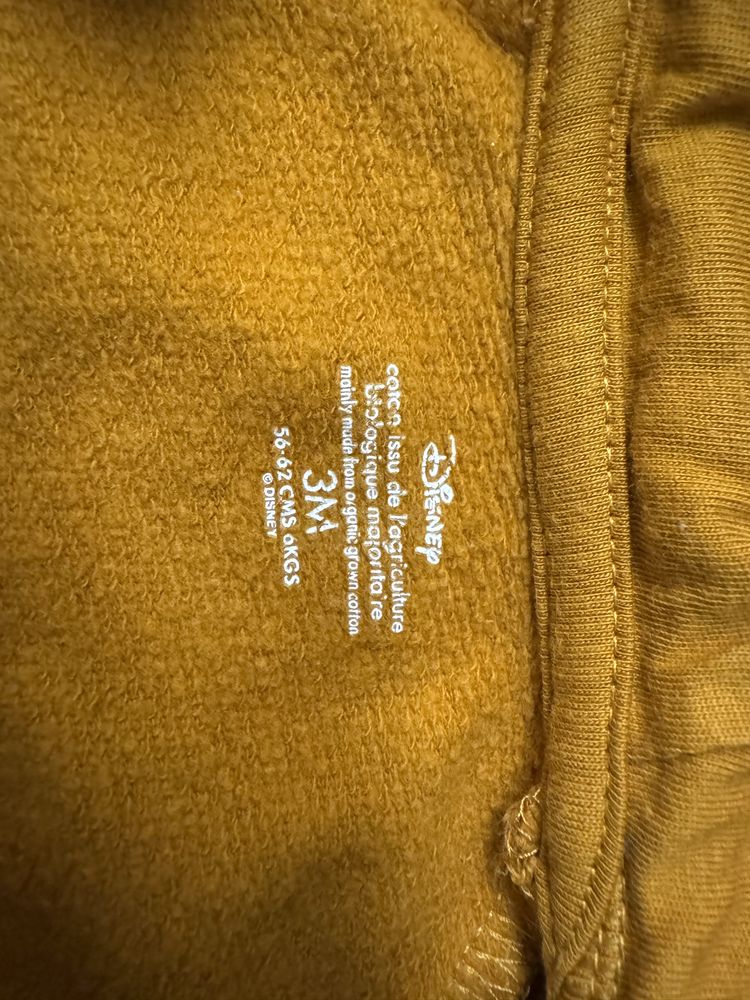 Disney
coton issu de l'agriculture
biologique majoritaire
mainly made from organic grown cotton
3M
56-62 CMS 6KGS
©DISNEY